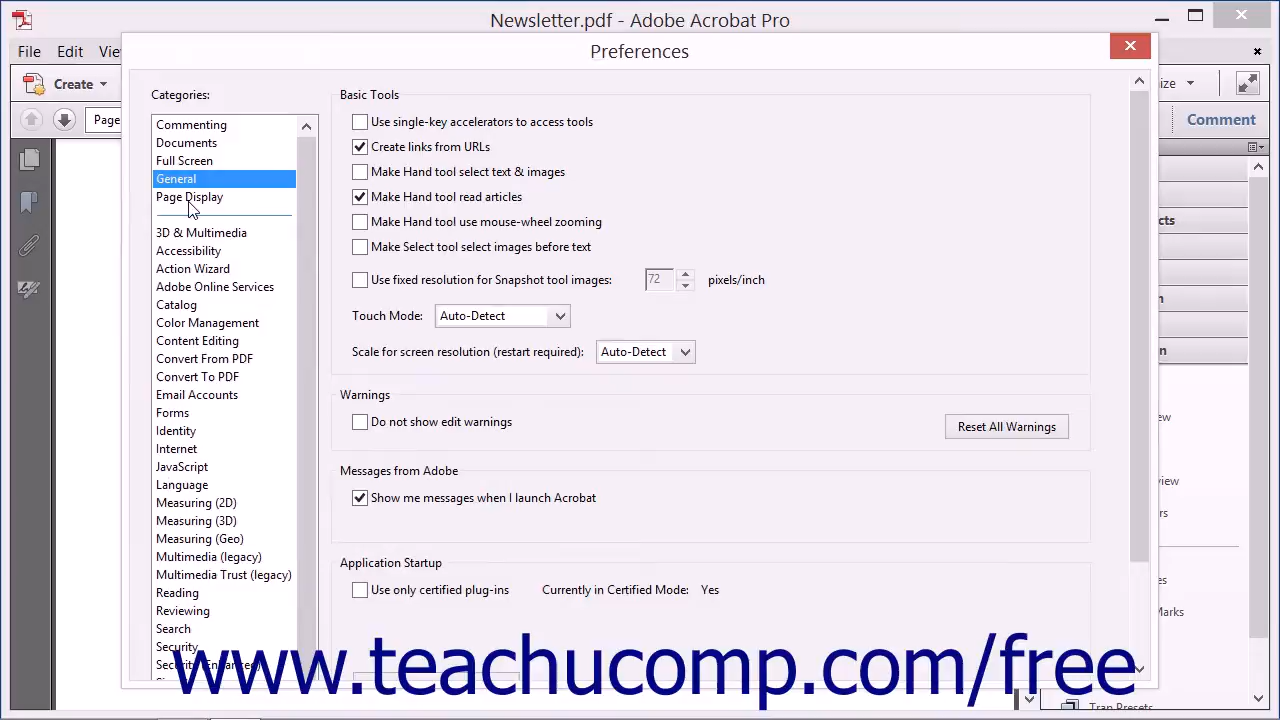 Newsletter.pdf - Adobe Acrobat Pro
File Edit
Preferences
Create
Page
Comment
Categories:
Commenting
Documents
Full Screen
General
Page Display
3D & Multimedia
Accessibility
Action Wizard
Adobe Online Services
Catalog
Color Management
Content Editing
Convert From PDF
Convert To PDF
Email Accounts
Forms
Identity
Internet
JavaScript
Language
Measuring (2D)
Measuring (3D)
Measuring (Geo)
Multimedia (legacy)
Multimedia Trust (legacy)
Reading
Reviewing
Search
Security
Basic Tools
Use single-key accelerators to access tools
Create links from URLs
Make Hand tool select text & images
Make Hand tool read articles
Make Hand tool use mouse-wheel zooming
Make Select tool select images before text
Use fixed resolution for Snapshot tool images: 72 pixels/inch
Touch Mode: Auto-Detect
Scale for screen resolution (restart required): Auto-Detect
Warnings
Do not show edit warnings Reset All Warnings
Messages from Adobe
Show me messages when I launch Acrobat
Application Startup
Use only certified plug-ins Currently in Certified Mode: Yes
www.teachucomp.com/free
Marks
Trap Presets